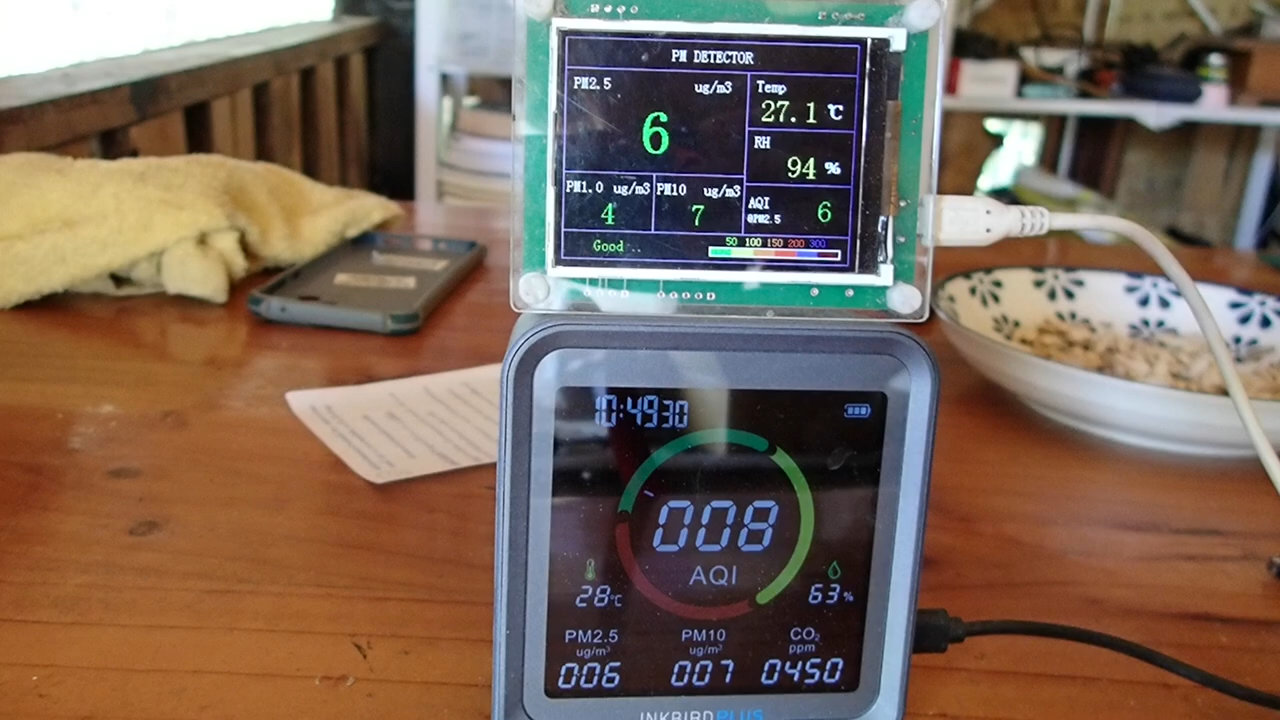 PM DETECTOR
PM2.5 ug/m3
6
Temp
27.1 ℃
RH
94 %
PM1.0 ug/m3
4
PM10 ug/m3
7
AQI
@PM2.5
6
Good
50 100 150 200 300
10:49 30
008
AQI
28°C
63%
PM2.5
ug/m³
006
PM10
ug/m³
007
CO₂
ppm
0450
INKBIRDPLUS